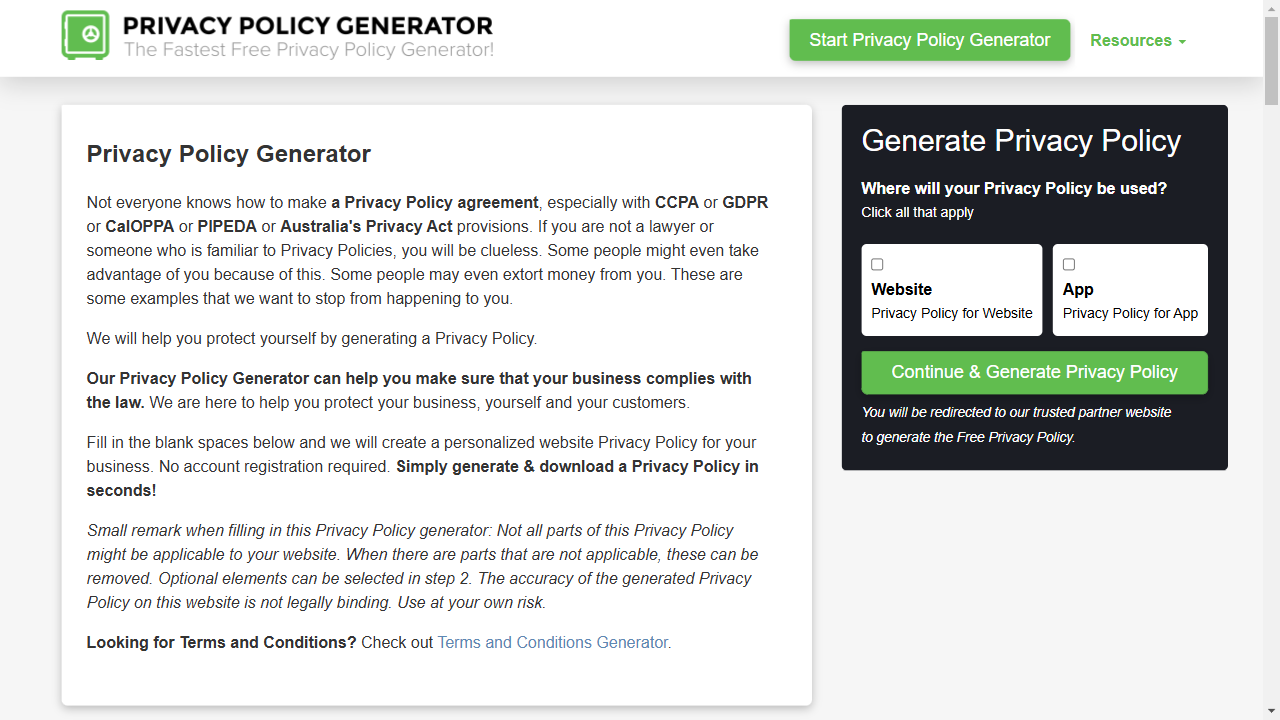 PRIVACY POLICY GENERATOR
The Fastest Free Privacy Policy Generator!
Start Privacy Policy Generator
Resources
Privacy Policy Generator
Not everyone knows how to make a Privacy Policy agreement, especially with CCPA or GDPR
or CalOPPA or PIPEDA or Australia's Privacy Act provisions. If you are not a lawyer or
someone who is familiar to Privacy Policies, you will be clueless. Some people might even take
advantage of you because of this. Some people may even extort money from you. These are
some examples that we want to stop from happening to you.
We will help you protect yourself by generating a Privacy Policy.
Our Privacy Policy Generator can help you make sure that your business complies with
the law. We are here to help you protect your business, yourself and your customers.
Fill in the blank spaces below and we will create a personalized website Privacy Policy for your
business. No account registration required. Simply generate & download a Privacy Policy in
seconds!
Small remark when filling in this Privacy Policy generator: Not all parts of this Privacy Policy
might be applicable to your website. When there are parts that are not applicable, these can be
removed. Optional elements can be selected in step 2. The accuracy of the generated Privacy
Policy on this website is not legally binding. Use at your own risk.
Looking for Terms and Conditions? Check out Terms and Conditions Generator.
Generate Privacy Policy
Where will your Privacy Policy be used?
Click all that apply
Website
Privacy Policy for Website
App
Privacy Policy for App
Continue & Generate Privacy Policy
You will be redirected to our trusted partner website
to generate the Free Privacy Policy.